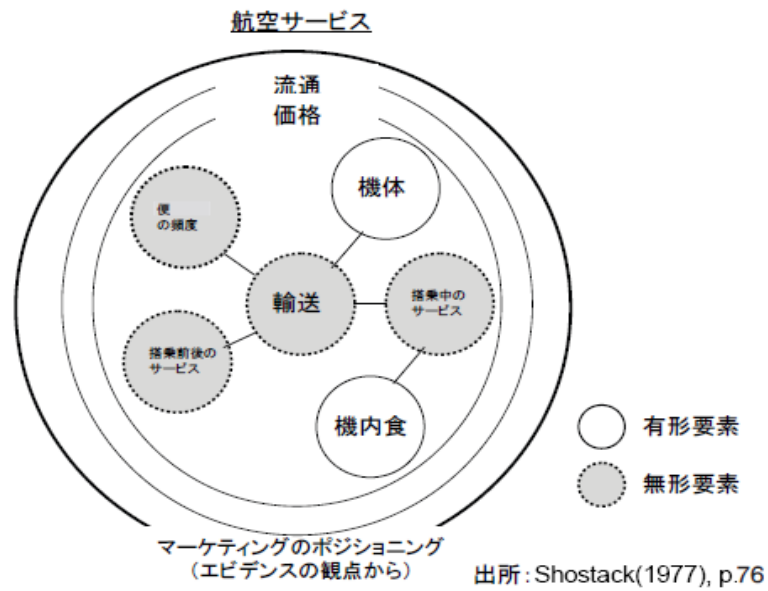 航空サービス
流通
価格
機体
便
の頻度
輸送
搭乗中の
サービス
搭乗前後の
サービス
機内食
有形要素
無形要素
マーケティングのポジショニング
(エビデンスの観点から)
出所:Shostack(1977), p.76